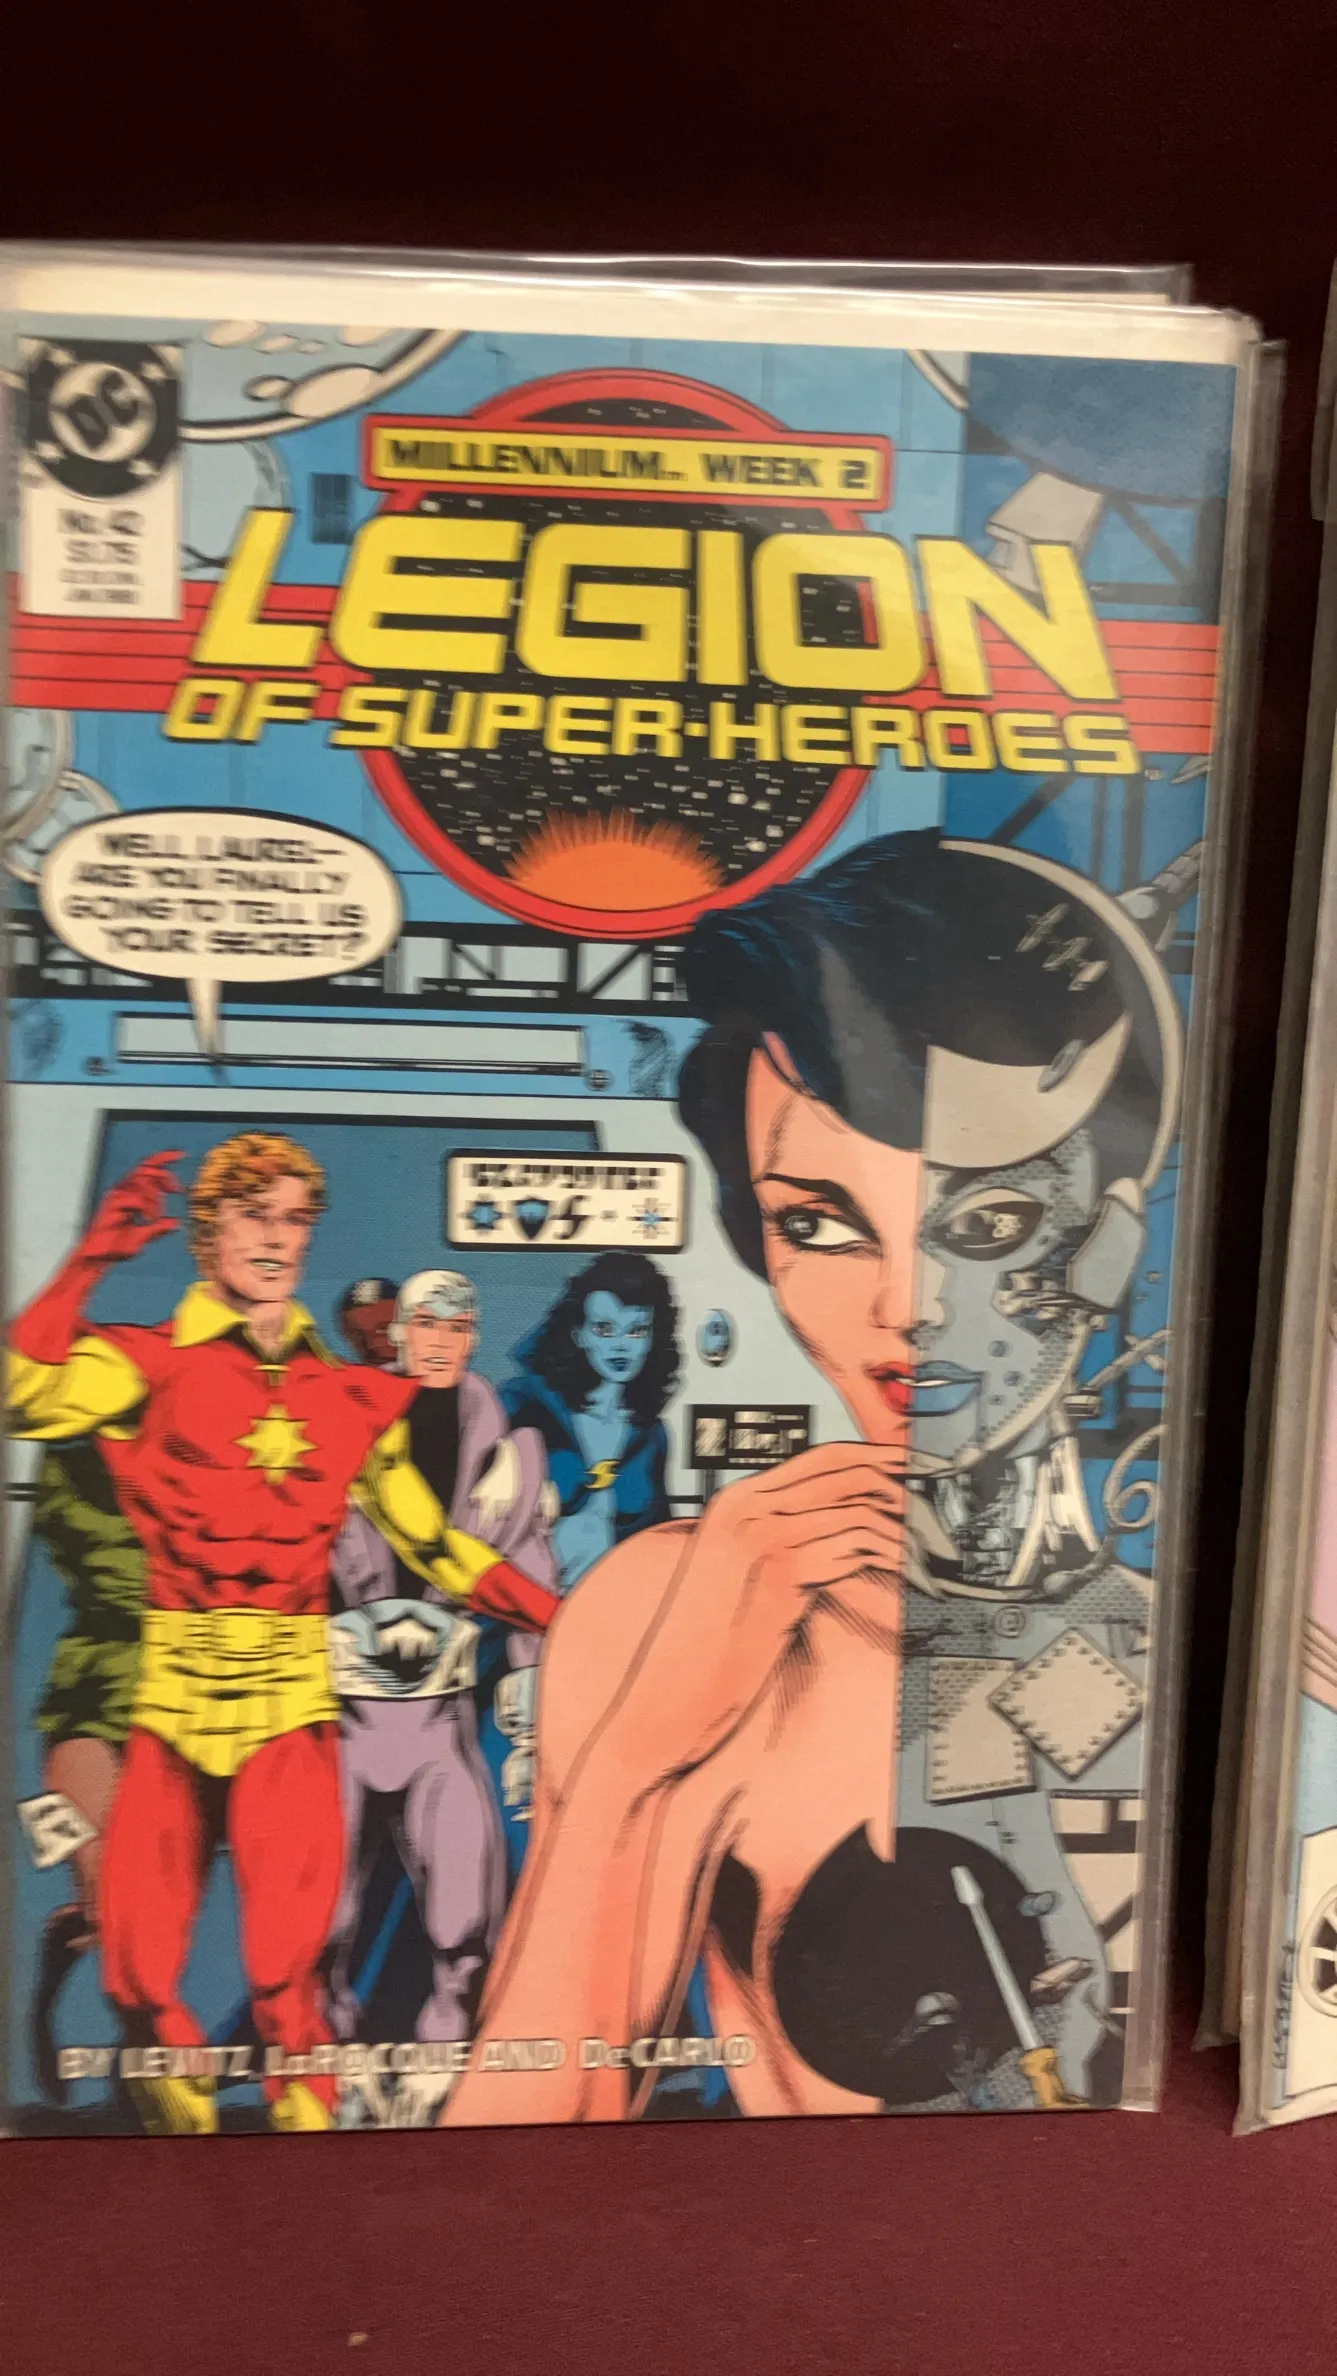 DC
MILLENNIUM™ WEEK 2
No. 42
$1.75
LEGION
OF SUPER-HEROES
WELL, LAUREL—
ARE YOU FINALLY
GOING TO TELL US
YOUR SECRET?
BY LEVITZ, LaROCQUE AND DeCARLO